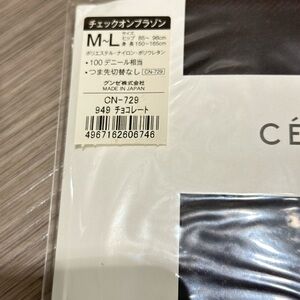 チェックオンブラゾン
M~L
サイズ
ヒップ 85~98cm
身長 150~165cm
ポリエステル・ナイロン・ポリウレタン
・100デニール相当
・つま先切替なし CN-729
グンゼ株式会社
MADE IN JAPAN
CN-729
949 チョコレート
4967162606746
CÉ